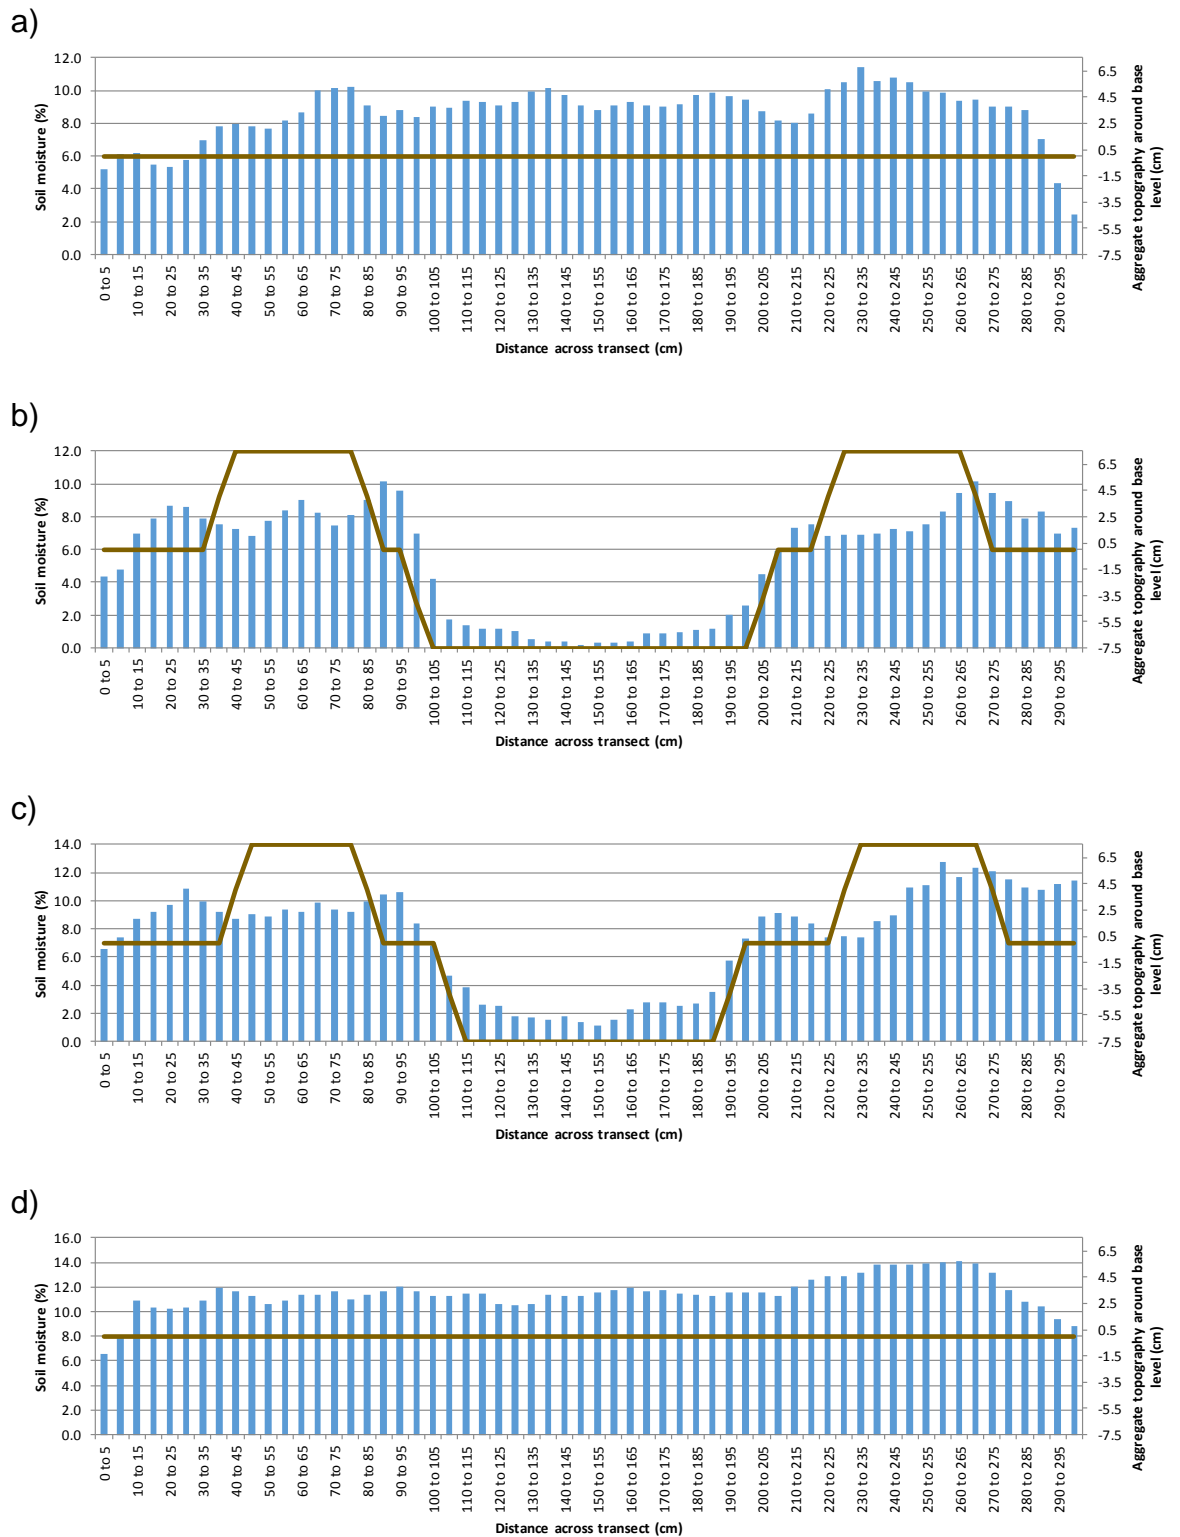 a)
12.0
10.0
8.0
6.0
4.0
2.0
0.0
Soil moisture (%)
6.5
4.5
2.5
0.5
-1.5
-3.5
-5.5
-7.5
Aggregate topography around base
level (cm)
0 to 5
10 to 15
20 to 25
30 to 35
40 to 45
50 to 55
60 to 65
70 to 75
80 to 85
90 to 95
100 to 105
110 to 115
120 to 125
130 to 135
140 to 145
150 to 155
160 to 165
170 to 175
180 to 185
190 to 195
200 to 205
210 to 215
220 to 225
230 to 235
240 to 245
250 to 255
260 to 265
270 to 275
280 to 285
290 to 295
Distance across transect (cm)
b)
12.0
10.0
8.0
6.0
4.0
2.0
0.0
Soil moisture (%)
6.5
4.5
2.5
0.5
-1.5
-3.5
-5.5
-7.5
Aggregate topography around base
level (cm)
0 to 5
10 to 15
20 to 25
30 to 35
40 to 45
50 to 55
60 to 65
70 to 75
80 to 85
90 to 95
100 to 105
110 to 115
120 to 125
130 to 135
140 to 145
150 to 155
160 to 165
170 to 175
180 to 185
190 to 195
200 to 205
210 to 215
220 to 225
230 to 235
240 to 245
250 to 255
260 to 265
270 to 275
280 to 285
290 to 295
Distance across transect (cm)
c)
14.0
12.0
10.0
8.0
6.0
4.0
2.0
0.0
Soil moisture (%)
6.5
4.5
2.5
0.5
-1.5
-3.5
-5.5
-7.5
Aggregate topography around base
level (cm)
0 to 5
10 to 15
20 to 25
30 to 35
40 to 45
50 to 55
60 to 65
70 to 75
80 to 85
90 to 95
100 to 105
110 to 115
120 to 125
130 to 135
140 to 145
150 to 155
160 to 165
170 to 175
180 to 185
190 to 195
200 to 205
210 to 215
220 to 225
230 to 235
240 to 245
250 to 255
260 to 265
270 to 275
280 to 285
290 to 295
Distance across transect (cm)
d)
16.0
14.0
12.0
10.0
8.0
6.0
4.0
2.0
0.0
Soil moisture (%)
6.5
4.5
2.5
0.5
-1.5
-3.5
-5.5
-7.5
Aggregate topography around base
level (cm)
0 to 5
10 to 15
20 to 25
30 to 35
40 to 45
50 to 55
60 to 65
70 to 75
80 to 85
90 to 95
100 to 105
110 to 115
120 to 125
130 to 135
140 to 145
150 to 155
160 to 165
170 to 175
180 to 185
190 to 195
200 to 205
210 to 215
220 to 225
230 to 235
240 to 245
250 to 255
260 to 265
270 to 275
280 to 285
290 to 295
Distance across transect (cm)